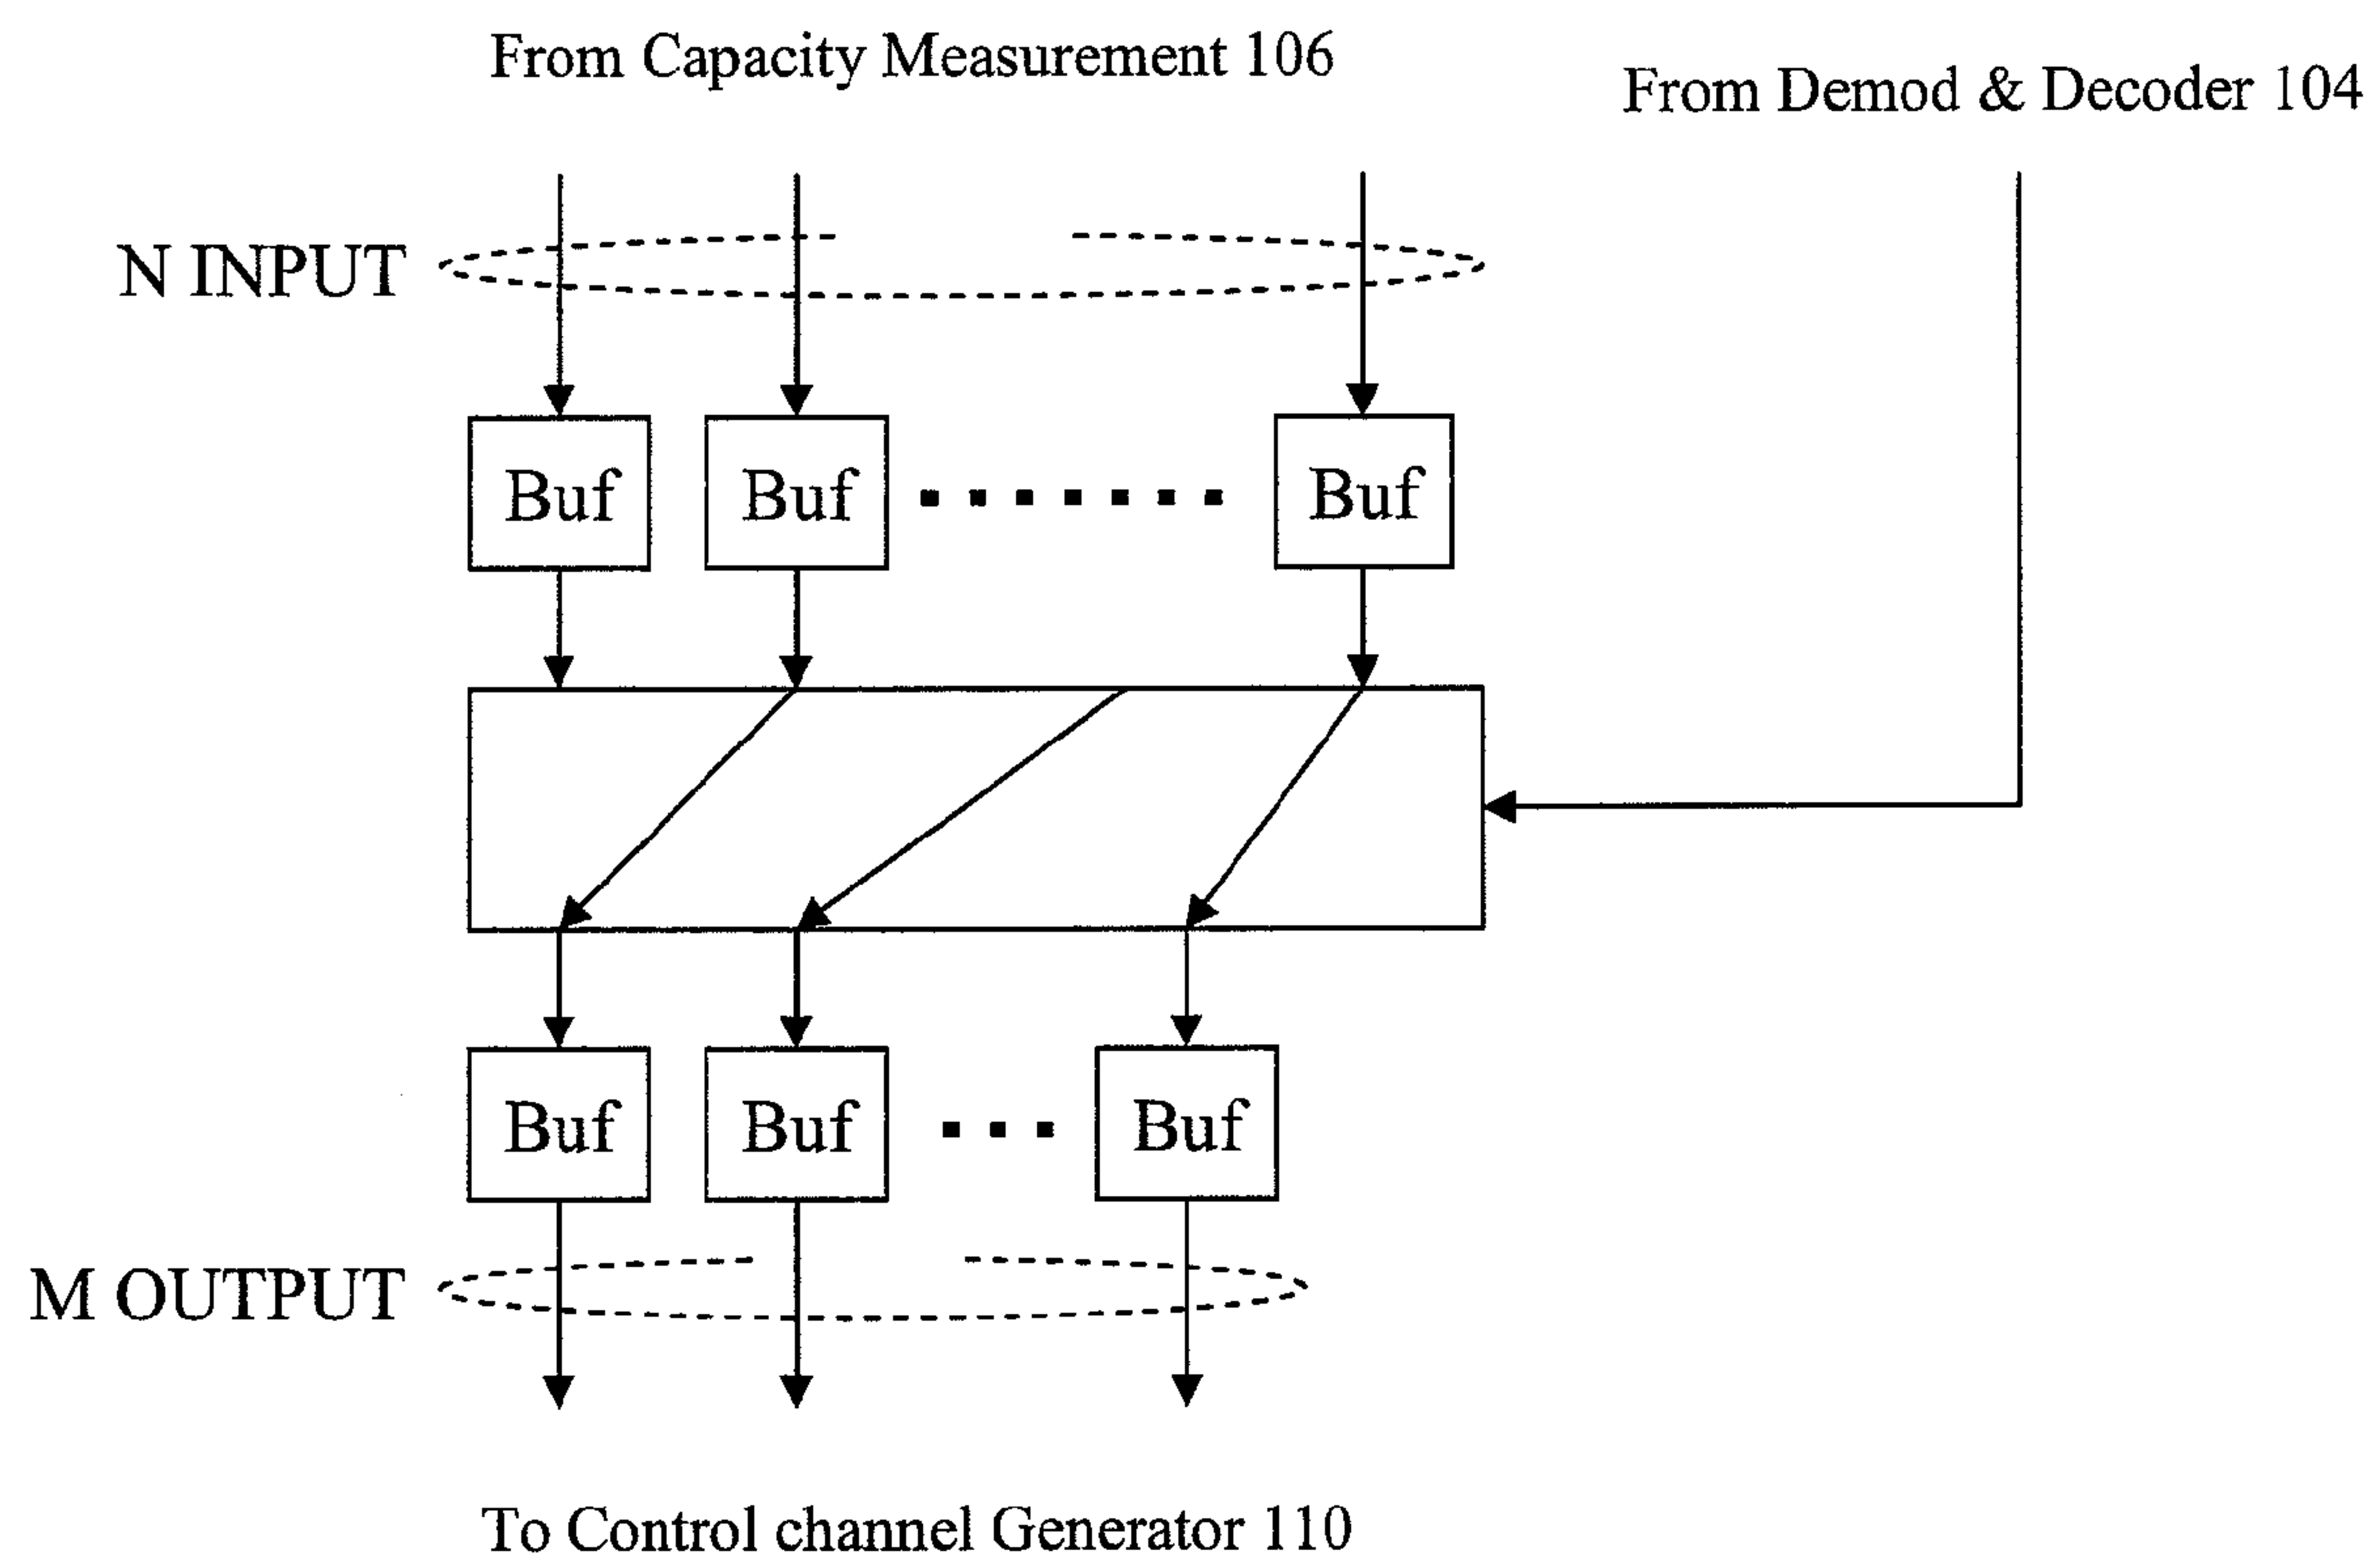 From Capacity Measurement 106
From Demod & Decoder 104
N INPUT
Buf
Buf
Buf
Buf
Buf
Buf
M OUTPUT
To Control channel Generator 110